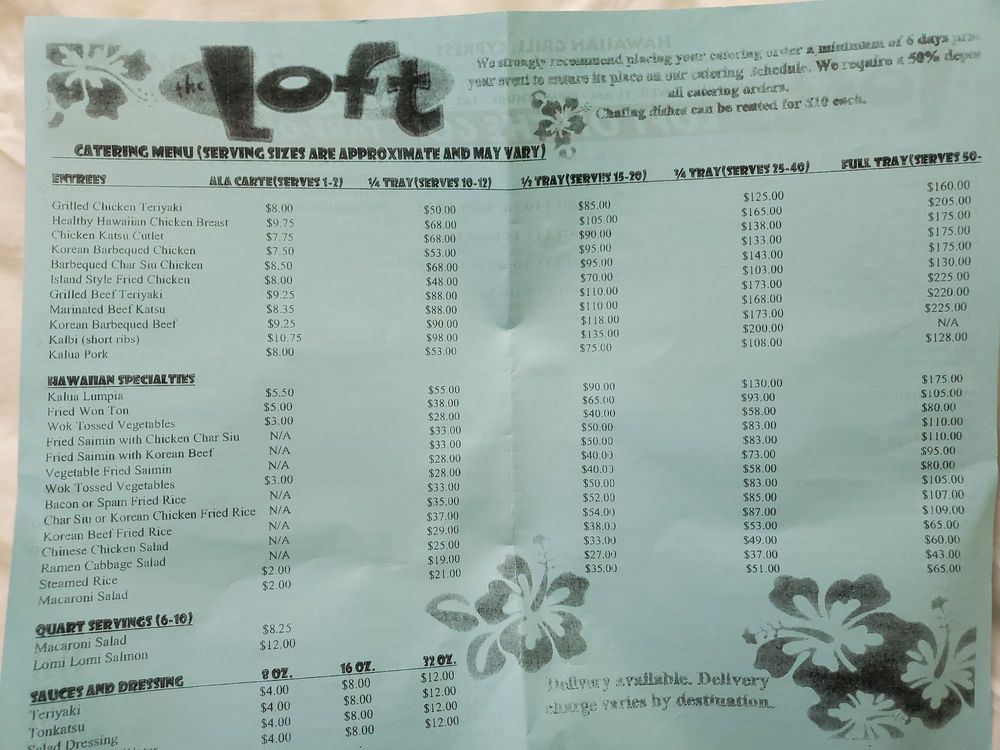 the Loft
We strongly recommend placing your catering order a minimum of 6 days
your event to ensure its place on our catering schedule. We require a 50%
all catering orders.
Chafing dishes can be rented for $10 each.
CATERING MENU (SERVING SIZES ARE APPROXIMATE AND MAY VARY)
ENTREES ALA CARTE(SERVES 1-2) ¼ TRAY(SERVES 10-12) ½ TRAY(SERVES 15-20) ¾ TRAY(SERVES 25-40) FULL TRAY(SERVES 50-
Grilled Chicken Teriyaki $8.00 $50.00 $85.00 $125.00 $160.00
Healthy Hawaiian Chicken Breast $9.75 $68.00 $105.00 $165.00 $205.00
Chicken Katsu Cutlet $7.75 $68.00 $90.00 $138.00 $175.00
Korean Barbequed Chicken $7.50 $53.00 $95.00 $133.00 $175.00
Barbequed Char Siu Chicken $8.50 $68.00 $95.00 $143.00 $175.00
Island Style Fried Chicken $8.00 $48.00 $70.00 $103.00 $130.00
Grilled Beef Teriyaki $9.25 $88.00 $110.00 $173.00 $225.00
Marinated Beef Katsu $8.35 $88.00 $110.00 $168.00 $220.00
Korean Barbequed Beef $9.25 $90.00 $118.00 $173.00 $225.00
Kalbi (short ribs) $10.75 $98.00 $135.00 $200.00 N/A
Kalua Pork $8.00 $53.00 $75.00 $108.00 $128.00
HAWAIIAN SPECIALTIES
Kalua Lumpia $5.50 $55.00 $90.00 $130.00 $175.00
Fried Won Ton $5.00 $38.00 $65.00 $93.00 $105.00
Wok Tossed Vegetables $3.00 $28.00 $40.00 $58.00 $80.00
Fried Saimin with Chicken Char Siu N/A $33.00 $50.00 $83.00 $110.00
Fried Saimin with Korean Beef N/A $33.00 $50.00 $83.00 $110.00
Vegetable Fried Saimin N/A $28.00 $40.00 $73.00 $95.00
Wok Tossed Vegetables $3.00 $28.00 $40.00 $58.00 $80.00
Bacon or Spam Fried Rice N/A $33.00 $50.00 $83.00 $105.00
Char Siu or Korean Chicken Fried Rice N/A $35.00 $52.00 $85.00 $107.00
Korean Beef Fried Rice N/A $37.00 $54.00 $87.00 $109.00
Chinese Chicken Salad N/A $29.00 $38.00 $53.00 $65.00
Ramen Cabbage Salad N/A $25.00 $33.00 $49.00 $60.00
Steamed Rice $2.00 $19.00 $27.00 $37.00 $43.00
Macaroni Salad $2.00 $21.00 $35.00 $51.00 $65.00
QUART SERVINGS (6-10)
Macaroni Salad $8.25
Lomi Lomi Salmon $12.00
SAUCES AND DRESSING 8 OZ. 16 OZ. 32 OZ.
Teriyaki $4.00 $8.00 $12.00
Tonkatsu $4.00 $8.00 $12.00
Salad Dressing $4.00 $8.00 $12.00
$4.00 $8.00 $12.00
Delivery available. Delivery
charge varies by destination.